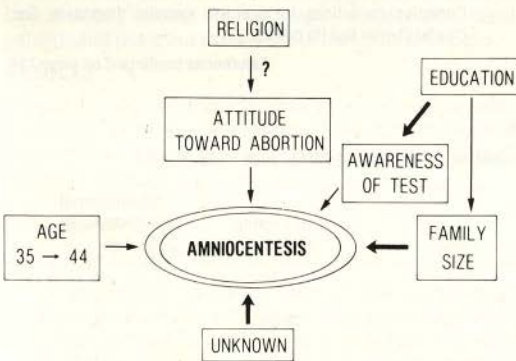 RELIGION
?
EDUCATION
ATTITUDE
TOWARD ABORTION
AWARENESS
OF TEST
AGE
35 → 44
AMNIOCENTESIS
FAMILY
SIZE
UNKNOWN